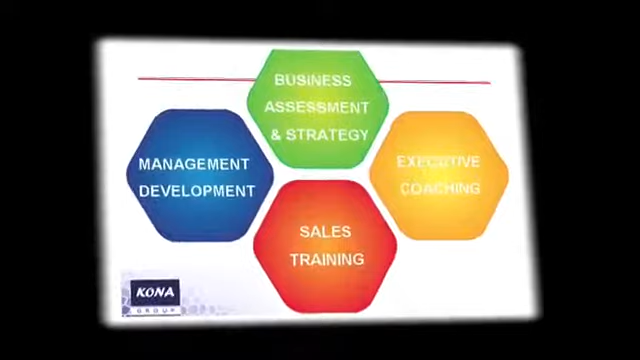 BUSINESS
ASSESSMENT
& STRATEGY
MANAGEMENT
DEVELOPMENT
EXECUTIVE
COACHING
SALES
TRAINING
KONA
GROUP